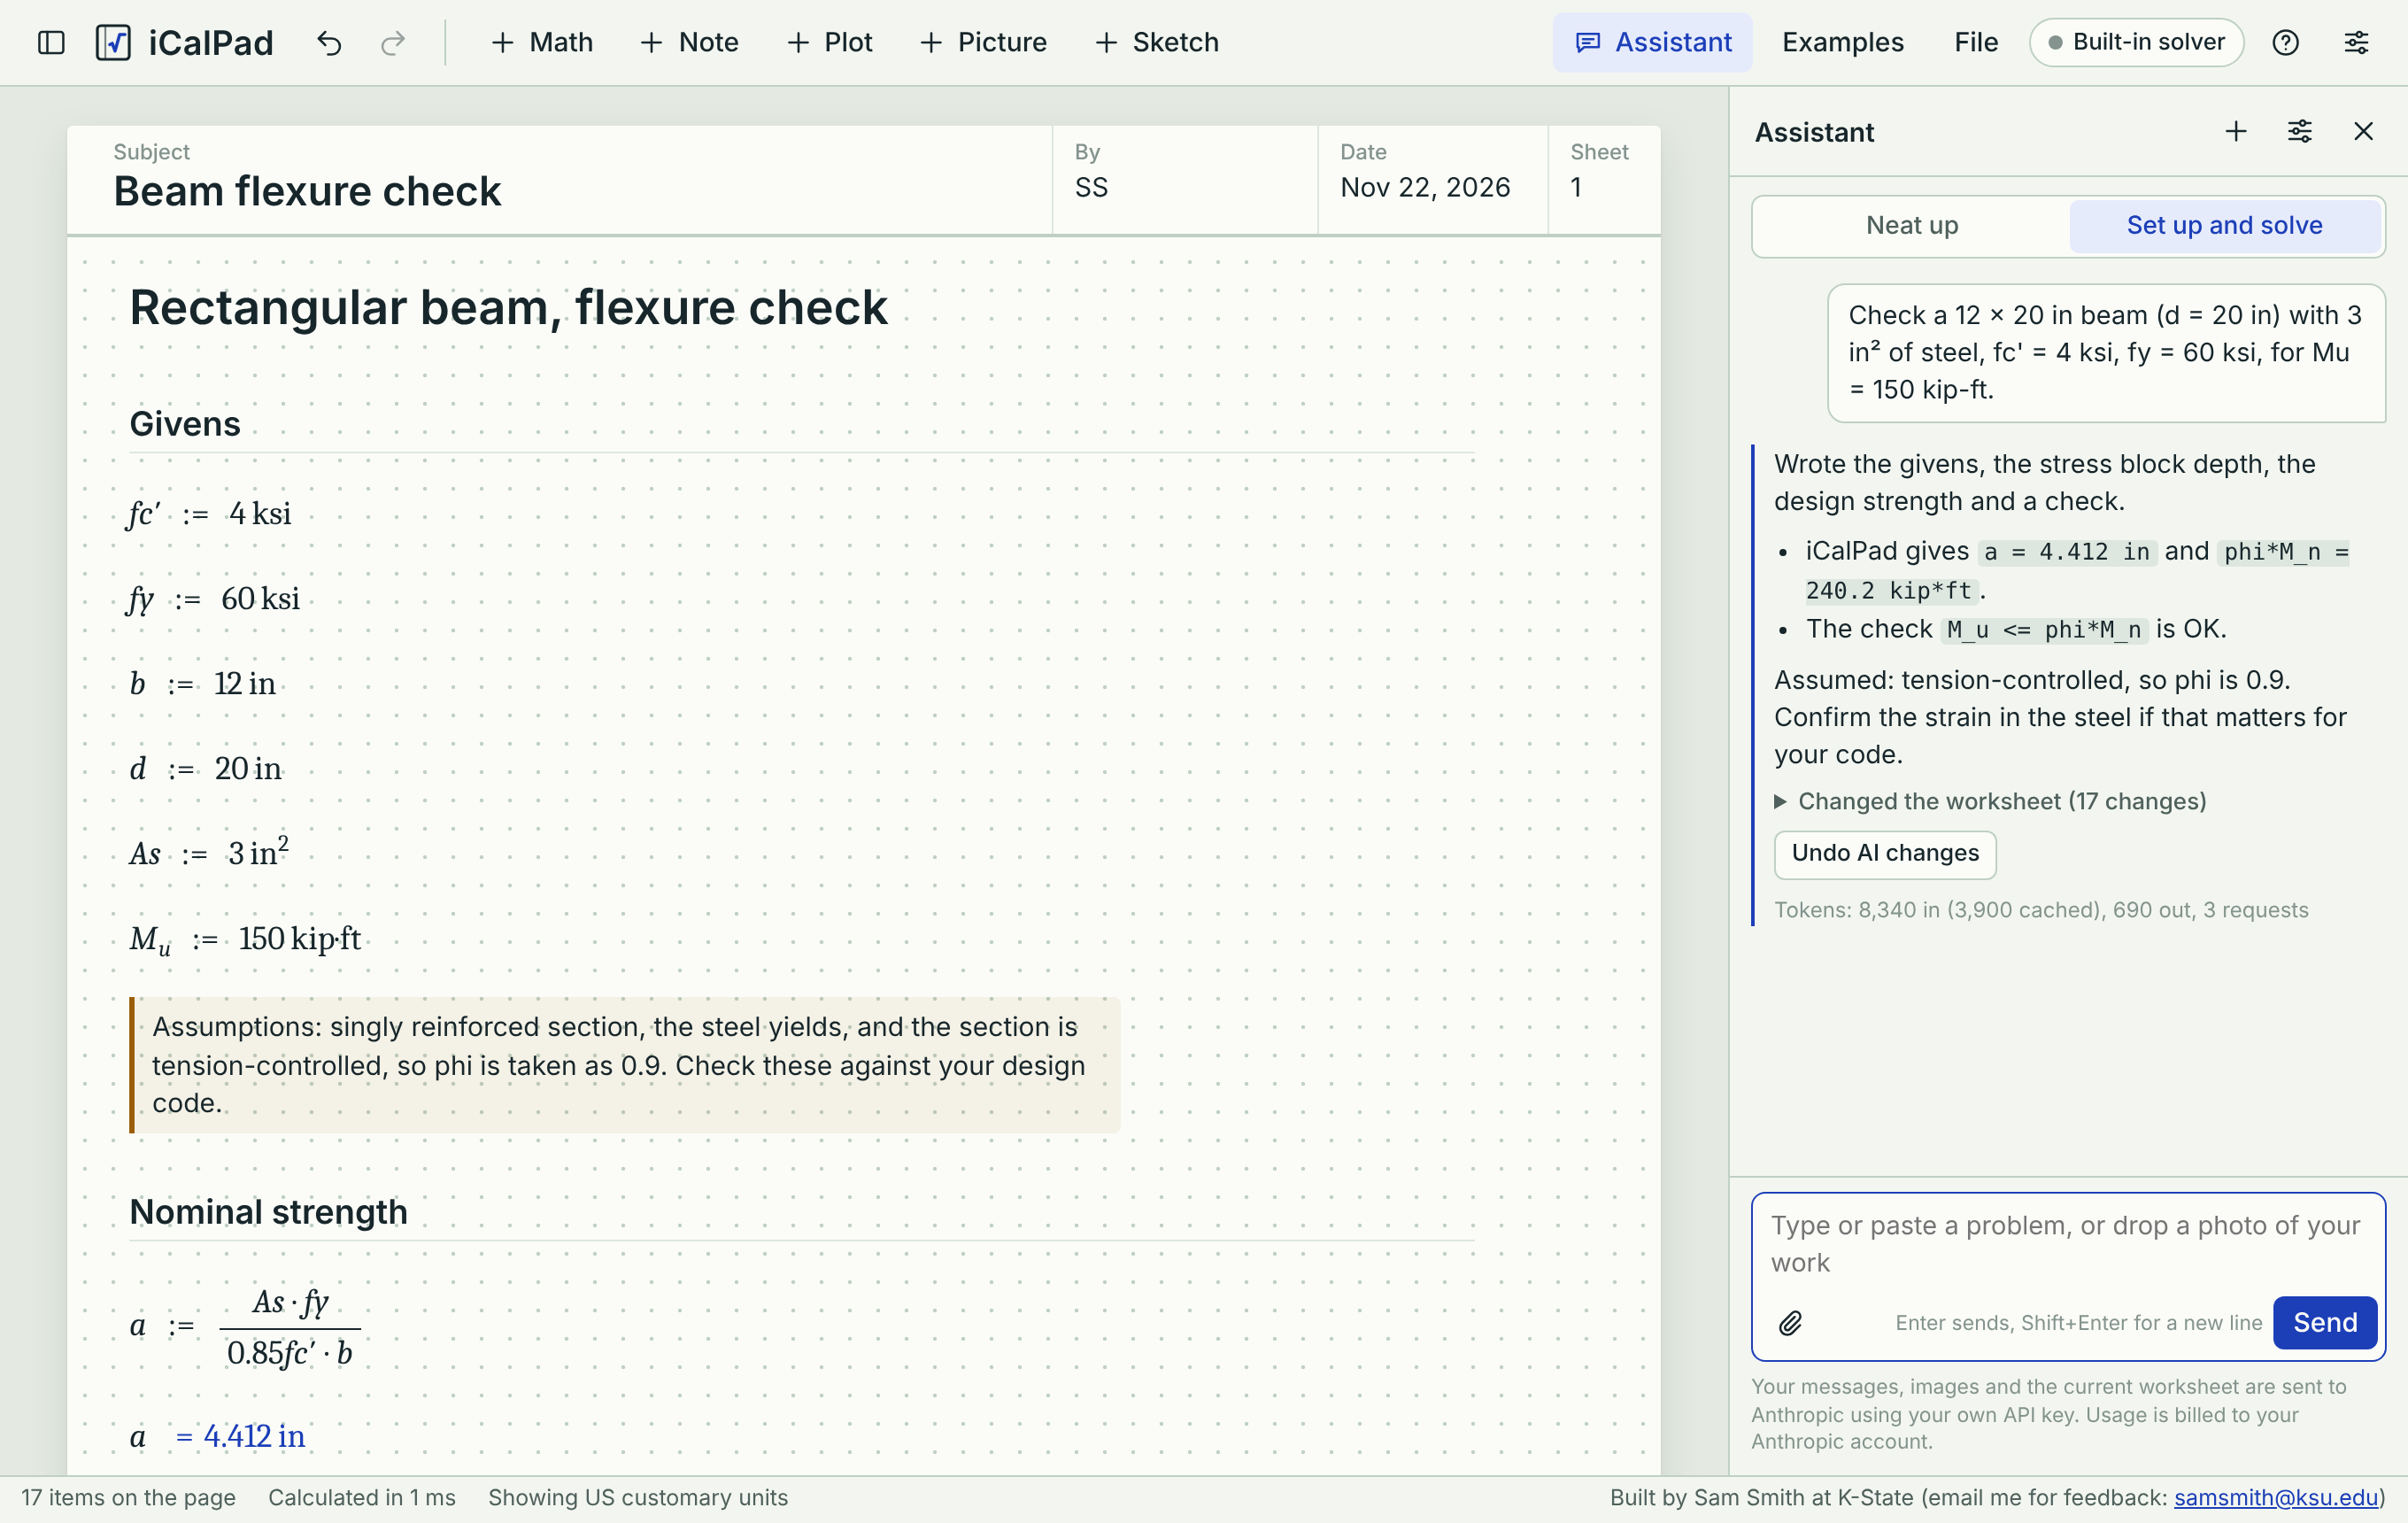 iCalPad
+ Math
+ Note
+ Plot
+ Picture
+ Sketch
Assistant
Examples
File
Built-in solver
Subject
Beam flexure check
By
SS
Date
Nov 22, 2026
Sheet
1
Rectangular beam, flexure check
Givens
fc′ := 4 ksi
fy := 60 ksi
b := 12 in
d := 20 in
As := 3 in²
M_u := 150 kip·ft
Assumptions: singly reinforced section, the steel yields, and the section is
tension-controlled, so phi is taken as 0.9. Check these against your design
code.
Nominal strength
a := As · fy
0.85fc′ · b
a = 4.412 in
Assistant
Neat up
Set up and solve
Check a 12 × 20 in beam (d = 20 in) with 3
in² of steel, fc' = 4 ksi, fy = 60 ksi, for Mu
= 150 kip-ft.
Wrote the givens, the stress block depth, the
design strength and a check.
• iCalPad gives a = 4.412 in and phi*M_n =
240.2 kip*ft.
• The check M_u <= phi*M_n is OK.
Assumed: tension-controlled, so phi is 0.9.
Confirm the strain in the steel if that matters for
your code.
Changed the worksheet (17 changes)
Undo AI changes
Tokens: 8,340 in (3,900 cached), 690 out, 3 requests
Type or paste a problem, or drop a photo of your
work
Enter sends, Shift+Enter for a new line
Send
Your messages, images and the current worksheet are sent to
Anthropic using your own API key. Usage is billed to your
Anthropic account.
17 items on the page
Calculated in 1 ms
Showing US customary units
Built by Sam Smith at K-State (email me for feedback: samsmith@ksu.edu)